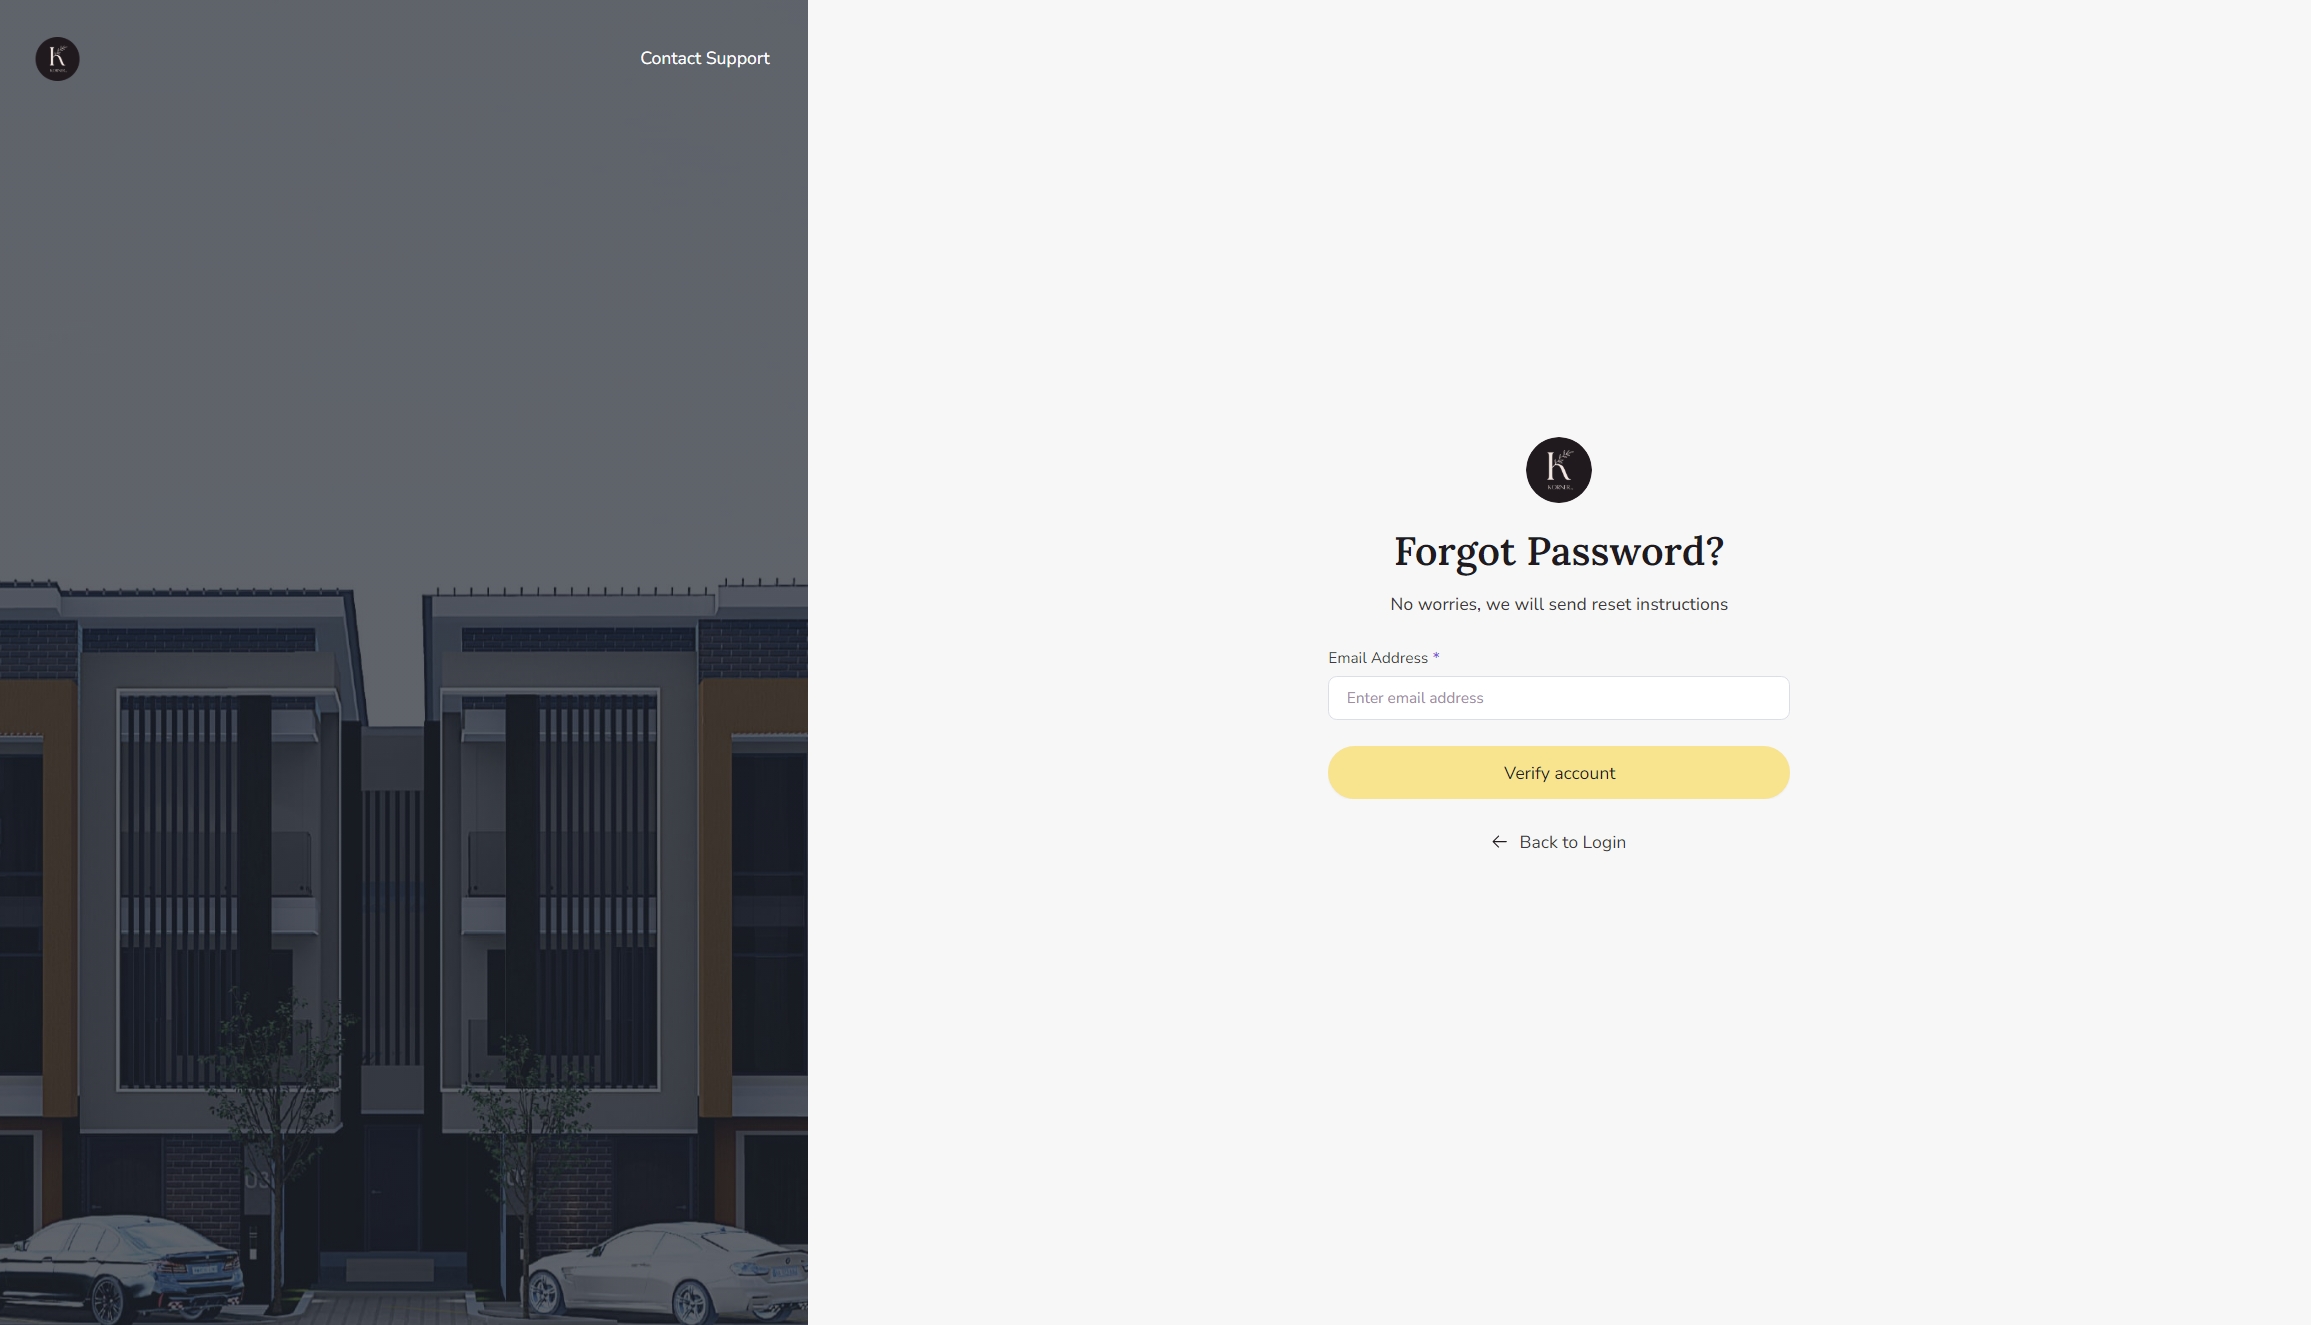 K
Contact Support
K
Forgot Password?
No worries, we will send reset instructions
Email Address *
Enter email address
Verify account
← Back to Login
03